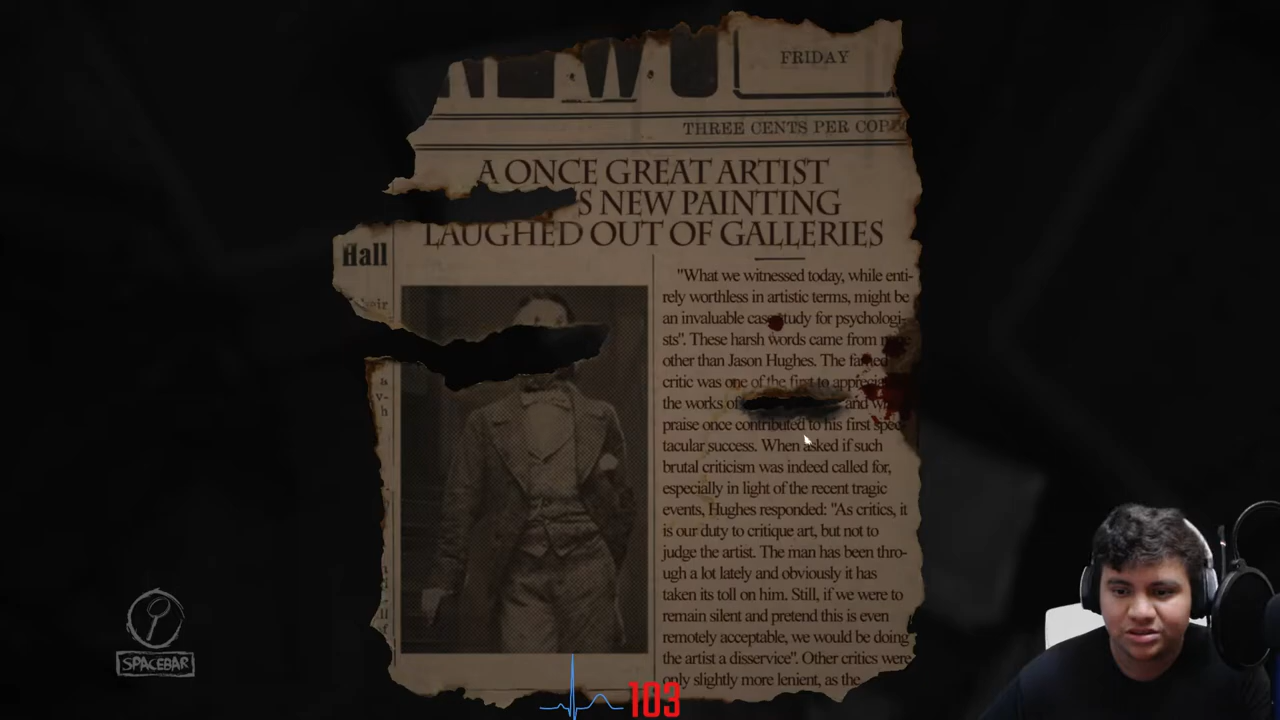 FRIDAY
THREE CENTS PER
A ONCE GREAT ARTIST
NEW PAINTING
LAUGHED OUT OF GALLERIES
Hall
"What we witnessed today, while enti-
rely worthless in artistic terms, might be
an invaluable case study for psychologi-
sts". These harsh words came from
other than Jason Hughes. The famed
critic was one of the first to
the works of and
praise once contributed to his first spec-
tacular success. When asked if such
brutal criticism was indeed called for,
especially in light of the recent tragic
events, Hughes responded: "As critics, it
is our duty to critique art, but not to
judge the artist. The man has been thro-
ugh a lot lately and obviously it has
taken its toll on him. Still, if we were to
remain silent and pretend this is even
remotely acceptable, we would be doing
the artist a disservice". Other critics were
only slightly more lenient, as the
SPACEBAR
103